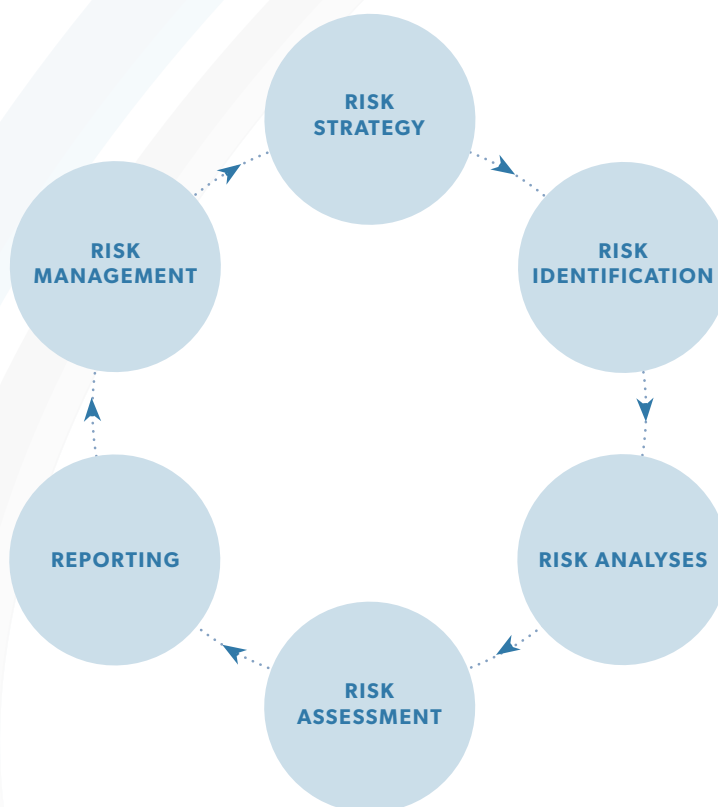 RISK
STRATEGY
RISK
IDENTIFICATION
RISK ANALYSES
RISK
ASSESSMENT
REPORTING
RISK
MANAGEMENT